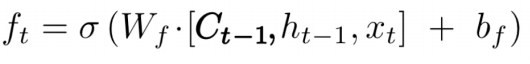 f_t = σ (W_f · [C_{t−1}, h_{t−1}, x_t] + b_f)